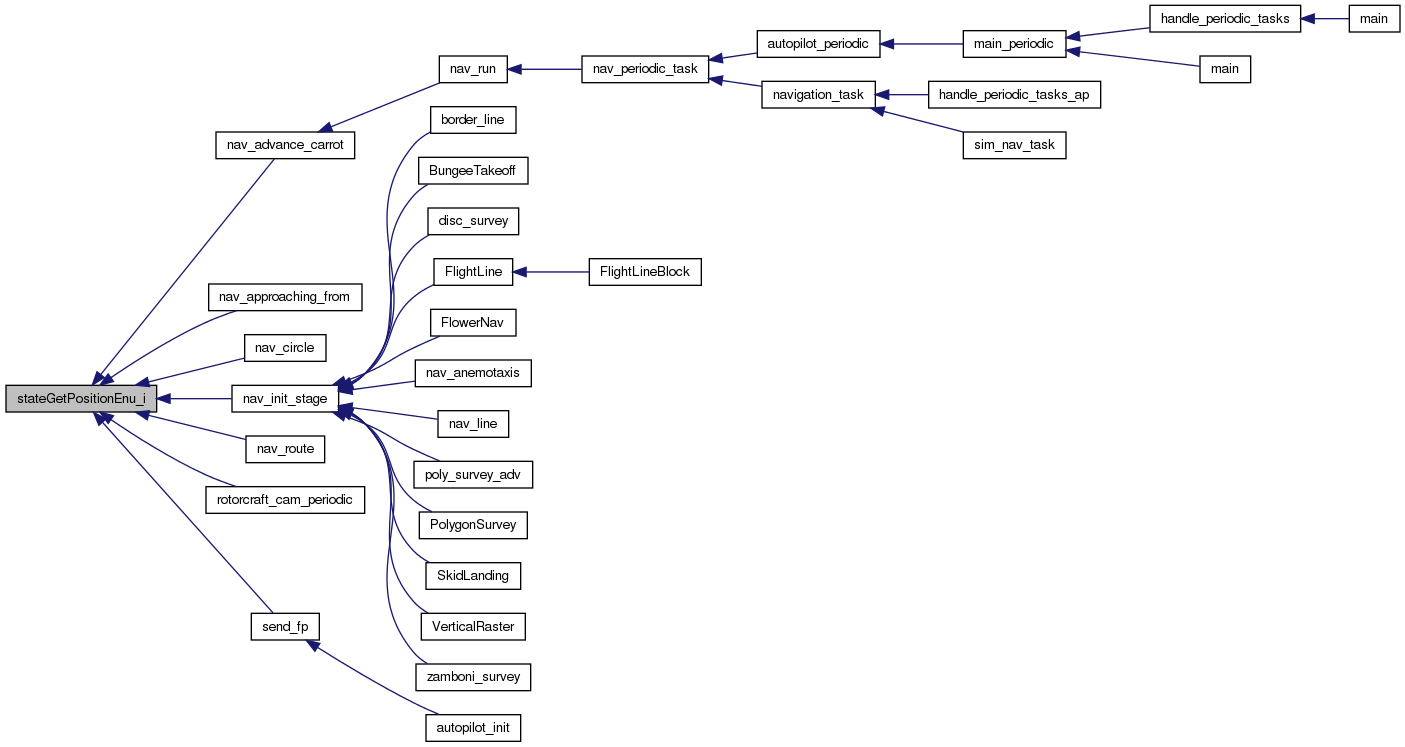 handle_periodic_tasks
main
autopilot_periodic
main_periodic
nav_run
nav_periodic_task
main
navigation_task
handle_periodic_tasks_ap
border_line
nav_advance_carrot
sim_nav_task
BungeeTakeoff
disc_survey
FlightLine
FlightLineBlock
nav_approaching_from
FlowerNav
nav_circle
nav_anemotaxis
stateGetPositionEnu_i
nav_init_stage
nav_line
nav_route
poly_survey_adv
rotorcraft_cam_periodic
PolygonSurvey
SkidLanding
send_fp
VerticalRaster
zamboni_survey
autopilot_init